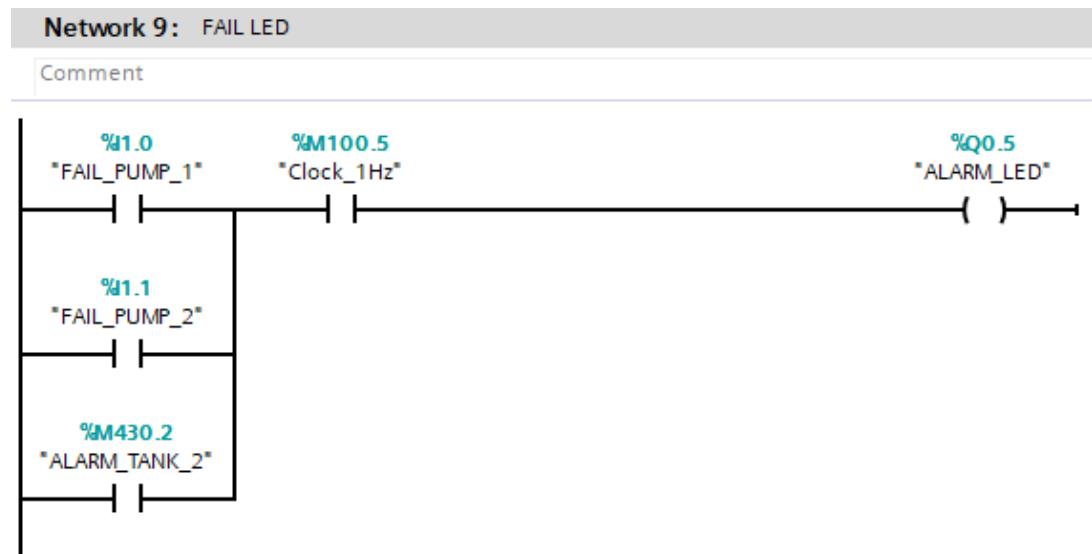 Network 9: FAIL LED
Comment
%I1.0 %M100.5 %Q0.5
"FAIL_PUMP_1" "Clock_1Hz" "ALARM_LED"
%I1.1
"FAIL_PUMP_2"
%M430.2
"ALARM_TANK_2"